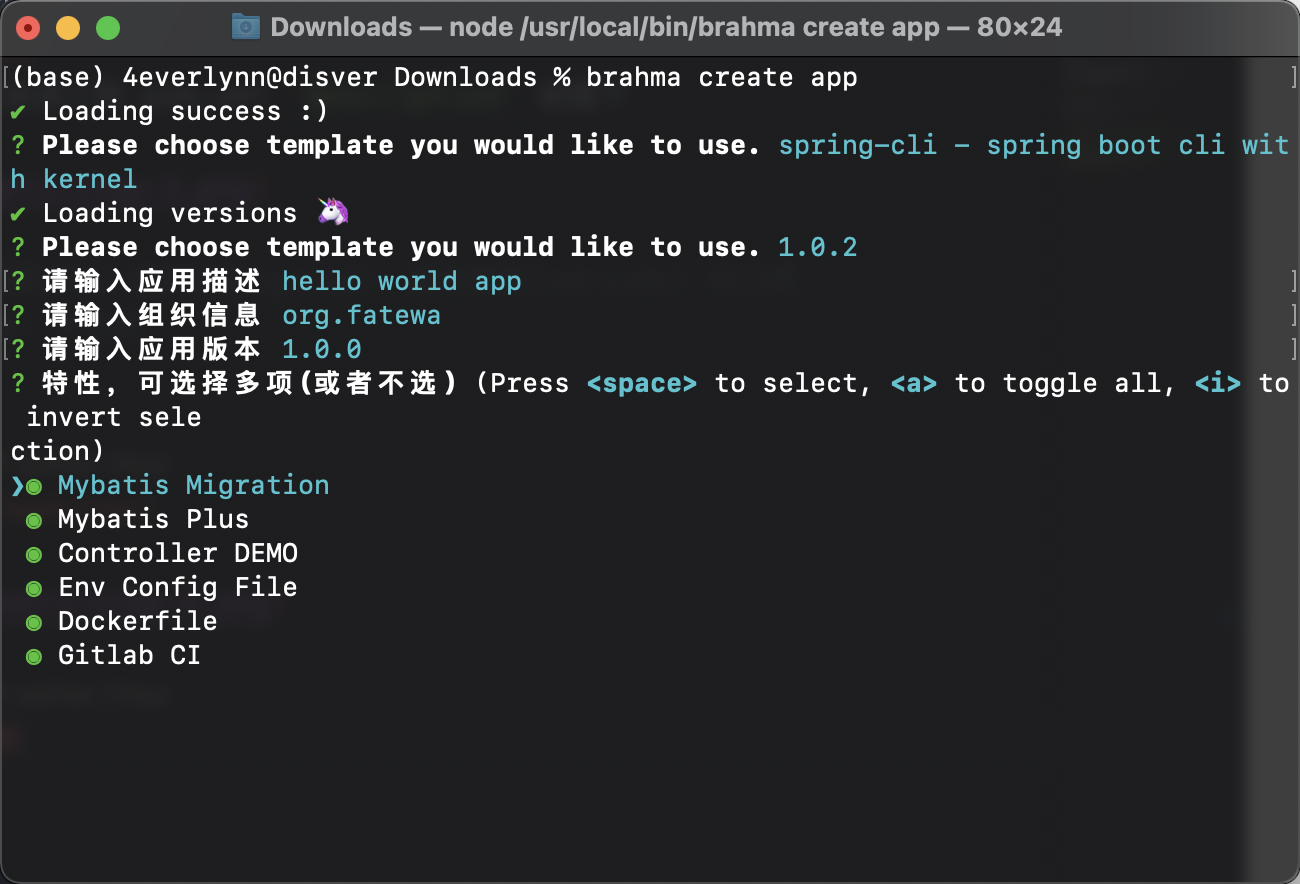 Downloads — node /usr/local/bin/brahma create app — 80×24
(base) 4everlynn@disver Downloads % brahma create app
✔ Loading success :)
? Please choose template you would like to use. spring-cli - spring boot cli wit
h kernel
✔ Loading versions 🦄
? Please choose template you would like to use. 1.0.2
? 请输入应用描述 hello world app
? 请输入组织信息 org.fatewa
? 请输入应用版本 1.0.0
? 特性，可选择多项(或者不选) (Press <space> to select, <a> to toggle all, <i> to
invert sele
ction)
❯◉ Mybatis Migration
◉ Mybatis Plus
◉ Controller DEMO
◉ Env Config File
◉ Dockerfile
◉ Gitlab CI